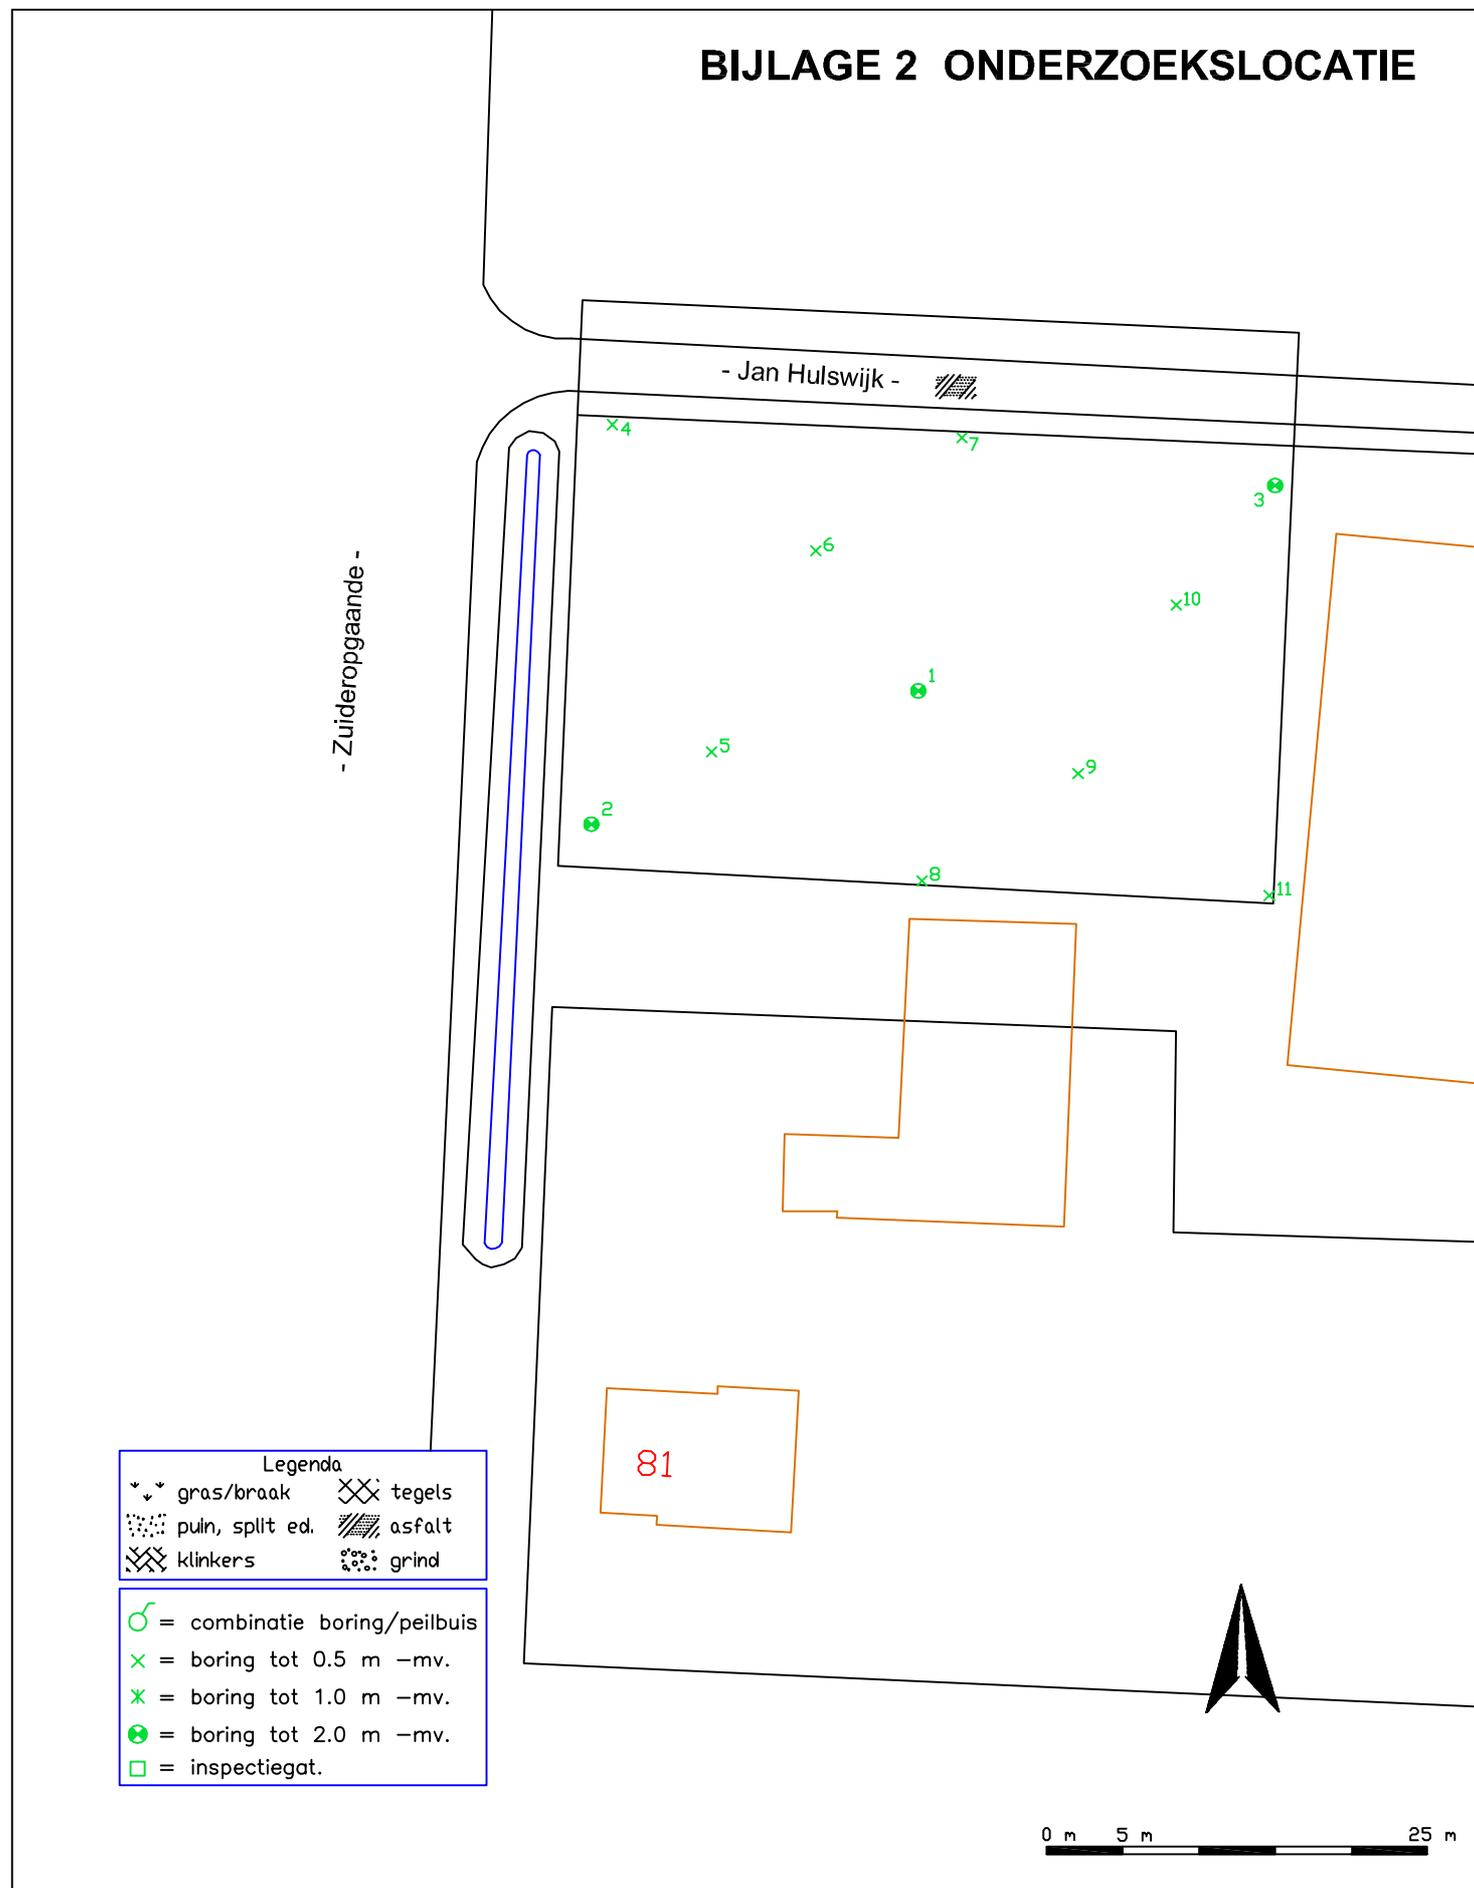 BIJLAGE 2 ONDERZOEKSLOCATIE
- Jan Hulswijk -
4
7
3
6
10
1
5
9
2
8
11
- Zuideropgaande -
81
Legenda
gras/braak
tegels
puin, split ed.
asfalt
klinkers
grind
= combinatie boring/peilbuis
= boring tot 0.5 m -mv.
= boring tot 1.0 m -mv.
= boring tot 2.0 m -mv.
= inspectiegat.
0 m 5 m 25 m